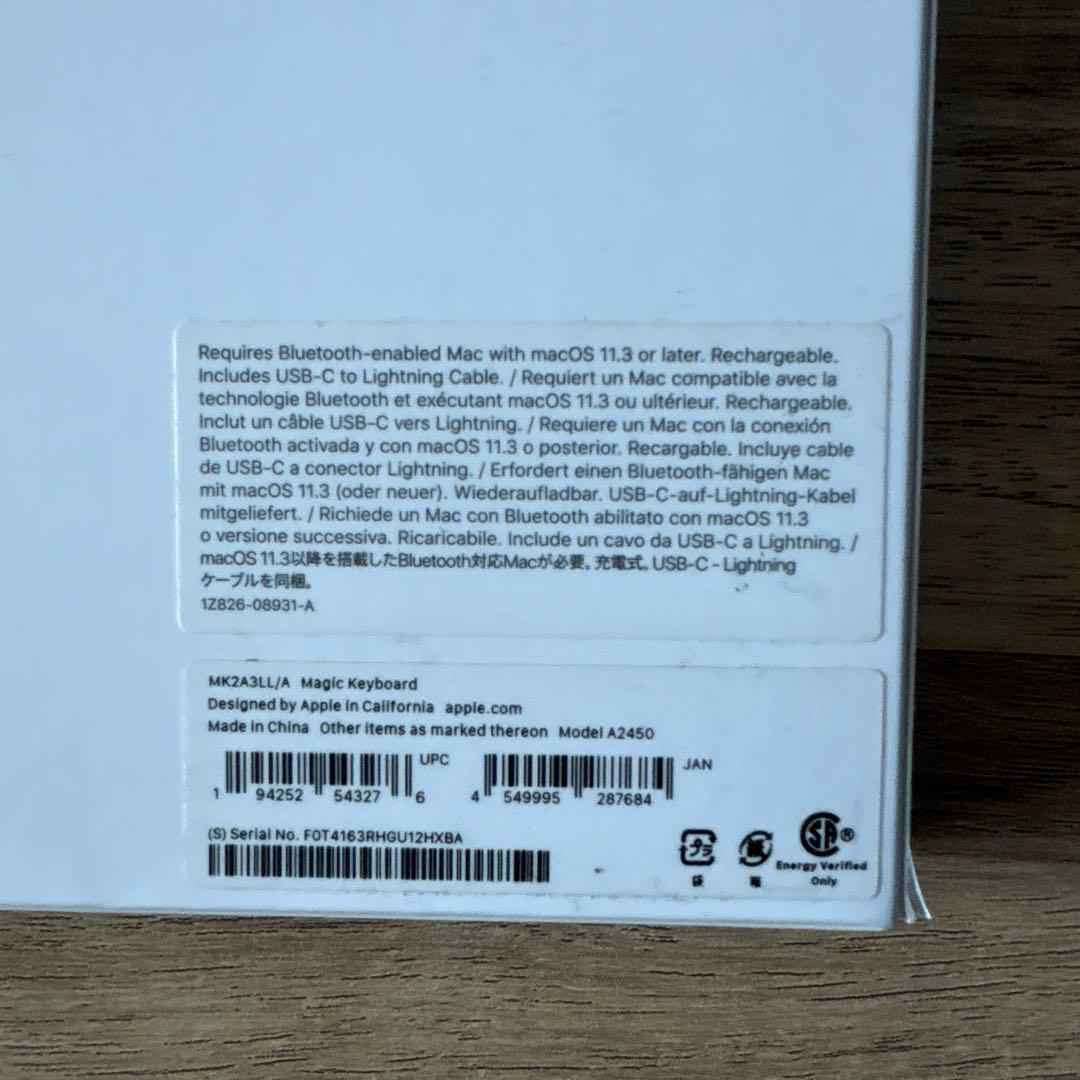 Requires Bluetooth-enabled Mac with macOS 11.3 or later. Rechargeable.
Includes USB-C to Lightning Cable. / Requiert un Mac compatible avec la
technologie Bluetooth et exécutant macOS 11.3 ou ultérieur. Rechargeable.
Inclut un câble USB-C vers Lightning. / Requiere un Mac con la conexión
Bluetooth activada y con macOS 11.3 o posterior. Recargable. Incluye cable
de USB-C a conector Lightning. / Erfordert einen Bluetooth-fähigen Mac
mit macOS 11.3 (oder neuer). Wiederaufladbar. USB-C-auf-Lightning-Kabel
mitgeliefert. / Richiede un Mac con Bluetooth abilitato con macOS 11.3
o versione successiva. Ricaricabile. Include un cavo da USB-C a Lightning. /
macOS 11.3以降を搭載したBluetooth対応Macが必要。充電式。USB-C - Lightning
ケーブルを同梱。
1Z826-08931-A
MK2A3LL/A Magic Keyboard
Designed by Apple in California apple.com
Made in China Other items as marked thereon Model A2450
UPC JAN
1 94252 54327 6 4 549995 287684
(S) Serial No. F0T4163RHGU12HXBA
プラ SA ®
Energy Verified
袋 箱 Only